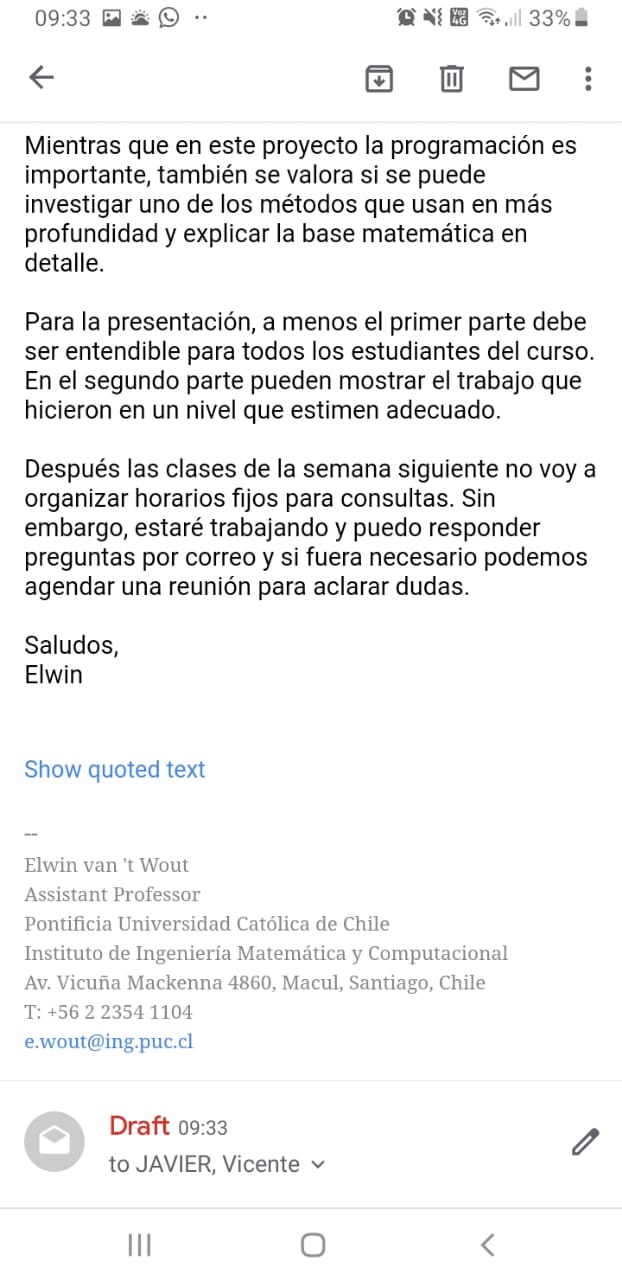 09:33
Voz 4G
33%
Mientras que en este proyecto la programación es
importante, también se valora si se puede
investigar uno de los métodos que usan en más
profundidad y explicar la base matemática en
detalle.
Para la presentación, a menos el primer parte debe
ser entendible para todos los estudiantes del curso.
En el segundo parte pueden mostrar el trabajo que
hicieron en un nivel que estimen adecuado.
Después las clases de la semana siguiente no voy a
organizar horarios fijos para consultas. Sin
embargo, estaré trabajando y puedo responder
preguntas por correo y si fuera necesario podemos
agendar una reunión para aclarar dudas.
Saludos,
Elwin
Show quoted text
--
Elwin van 't Wout
Assistant Professor
Pontificia Universidad Católica de Chile
Instituto de Ingeniería Matemática y Computacional
Av. Vicuña Mackenna 4860, Macul, Santiago, Chile
T: +56 2 2354 1104
e.wout@ing.puc.cl
Draft 09:33
to JAVIER, Vicente